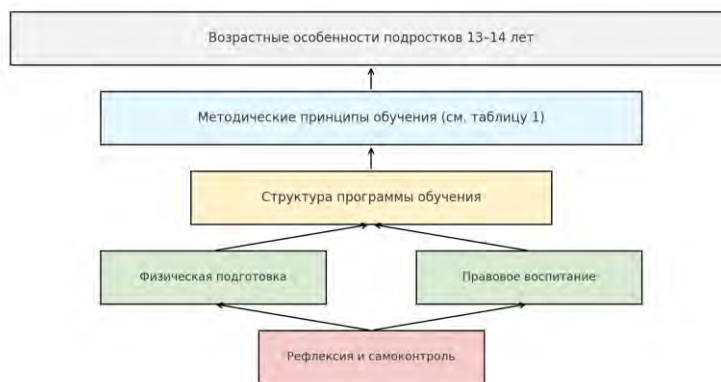 Возрастные особенности подростков 13–14 лет
Методические принципы обучения (см. таблицу 1)
Структура программы обучения
Физическая подготовка
Правовое воспитание
Рефлексия и самоконтроль